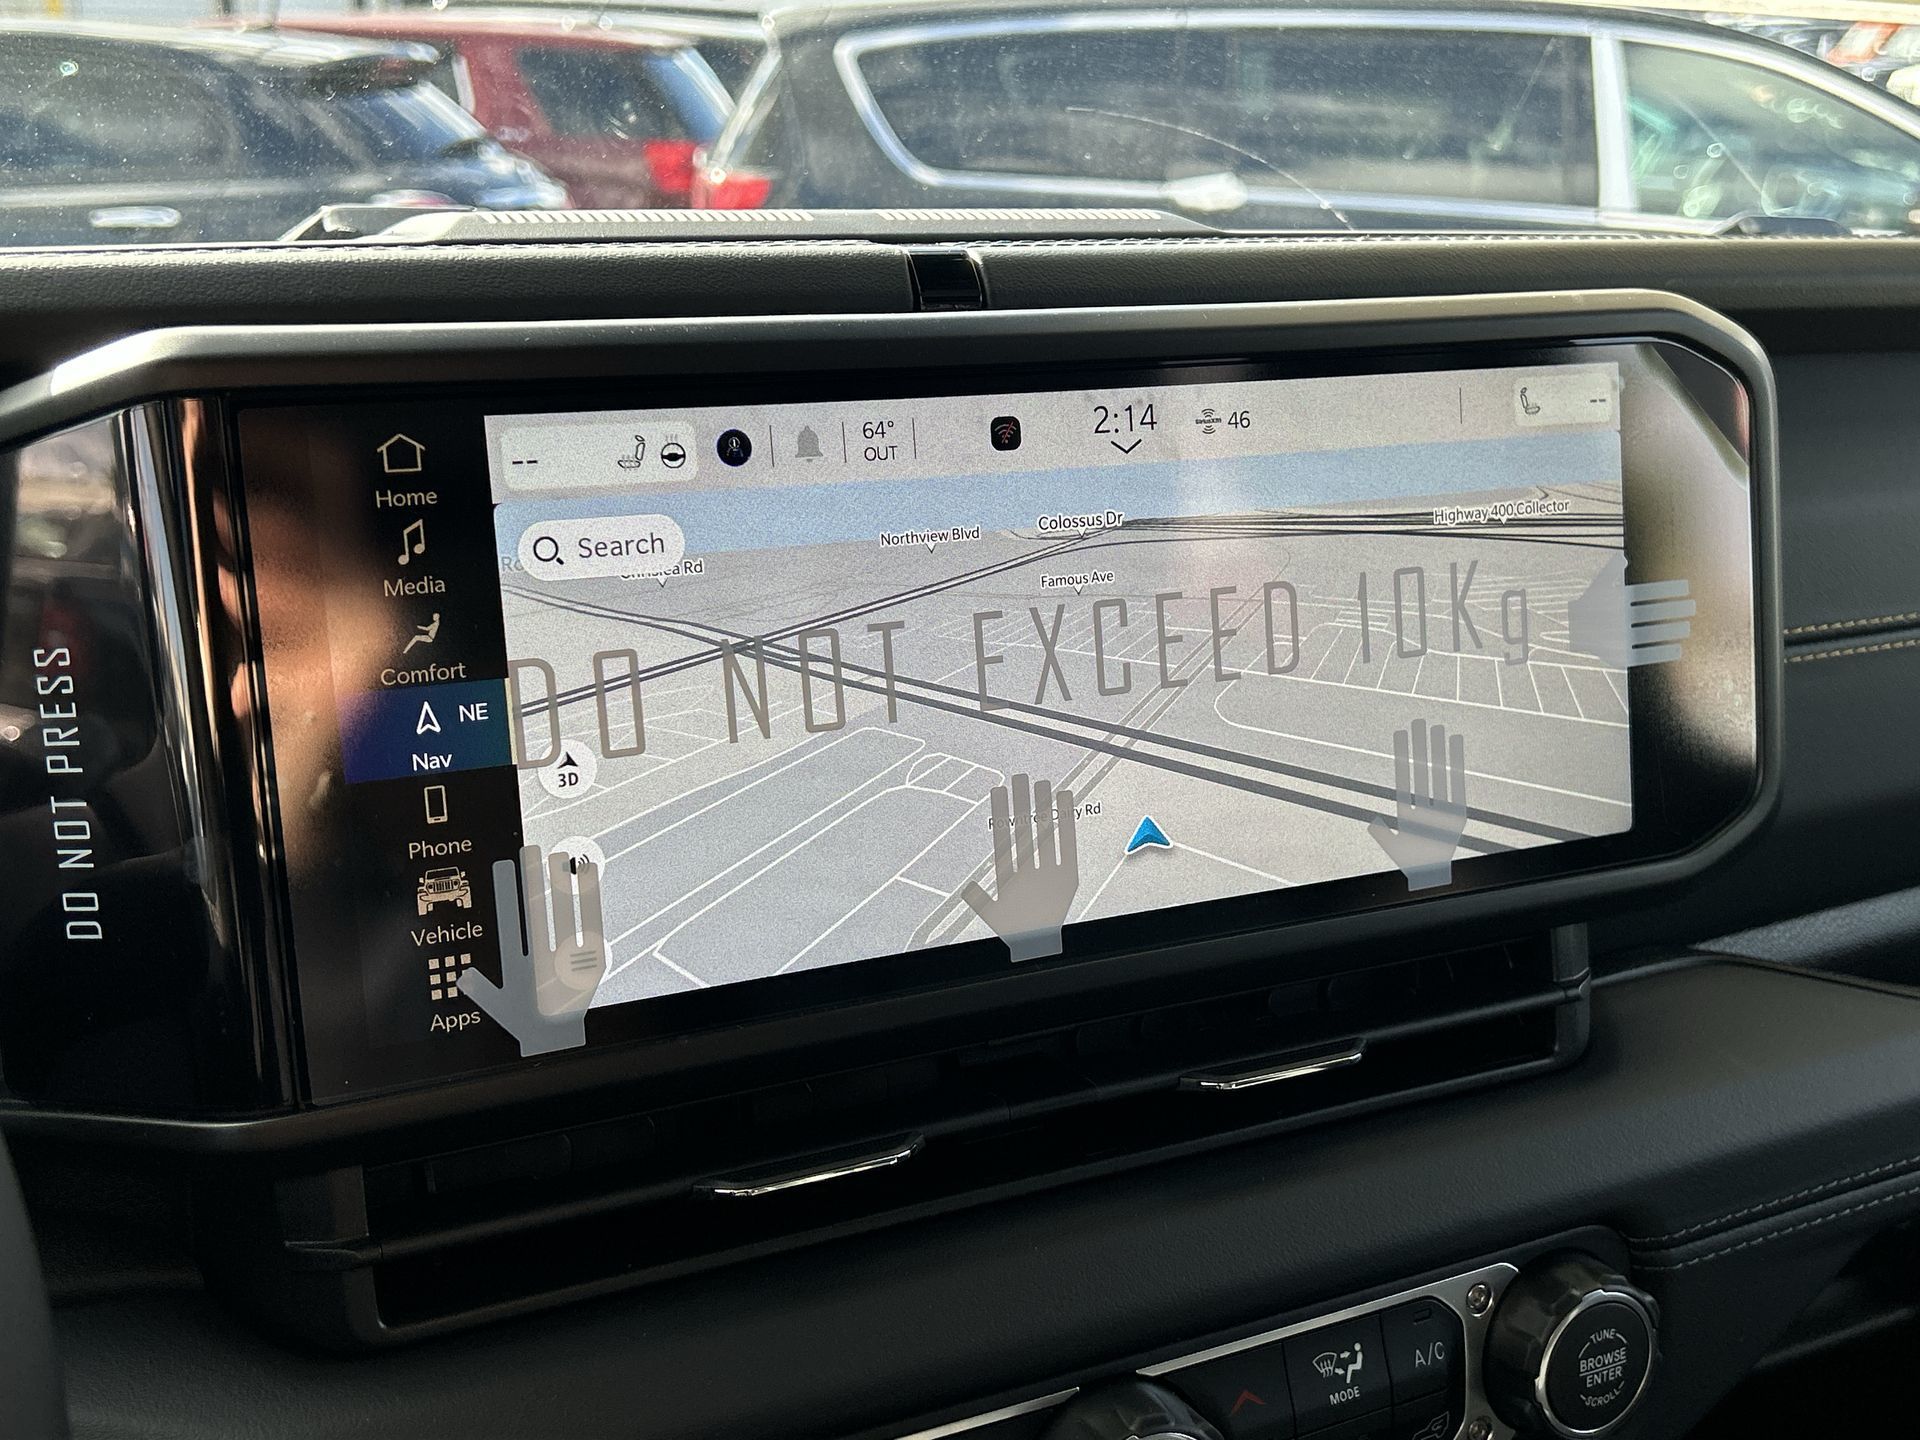 64°
OUT
2:14
SiriusXM
46
--
--
Home
Media
Comfort
NE
Nav
Phone
Vehicle
Apps
Search
Northview Blvd
Colossus Dr
Highway 400 Collector
Famous Ave
DO NOT EXCEED 10Kg
3D
DO NOT PRESS
MODE
A/C
TUNE
BROWSE
ENTER
SCROLL